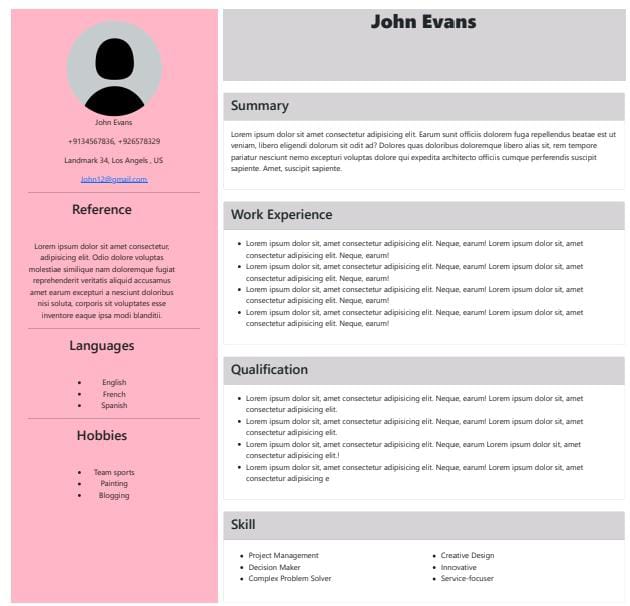 John Evans
+9134567836, +926578329
Landmark 34, Los Angels , US
John12@gmail.com
Reference
Lorem ipsum dolor sit amet consectetur,
adipisicing elit. Odio dolore voluptas
molestiae similique nam doloremque fugiat
reprehenderit veritatis aliquid accusamus
amet earum excepturi a nesciunt doloribus
nisi soluta, corporis sit voluptates esse
inventore eaque ipsa modi blanditii.
Languages
• English
• French
• Spanish
Hobbies
• Team sports
• Painting
• Blogging
John Evans
Summary
Lorem ipsum dolor sit amet consectetur adipisicing elit. Earum sunt officiis dolorem fuga repellendus beatae est ut
veniam, libero eligendi dolorum sit odit ad? Dolores quas doloribus doloremque libero alias sit, rem tempore
pariatur nesciunt nemo excepturi voluptas dolore qui expedita architecto officiis cumque perferendis suscipit
sapiente. Amet, suscipit sapiente.
Work Experience
• Lorem ipsum dolor sit, amet consectetur adipisicing elit. Neque, earum! Lorem ipsum dolor sit, amet
consectetur adipisicing elit. Neque, earum!
• Lorem ipsum dolor sit, amet consectetur adipisicing elit. Neque, earum! Lorem ipsum dolor sit, amet
consectetur adipisicing elit. Neque, earum!
• Lorem ipsum dolor sit, amet consectetur adipisicing elit. Neque, earum! Lorem ipsum dolor sit, amet
consectetur adipisicing elit. Neque, earum!
• Lorem ipsum dolor sit, amet consectetur adipisicing elit. Neque, earum! Lorem ipsum dolor sit, amet
consectetur adipisicing elit. Neque, earum!
Qualification
• Lorem ipsum dolor sit, amet consectetur adipisicing elit. Neque, earum! Lorem ipsum dolor sit, amet
consectetur adipisicing elit.
• Lorem ipsum dolor sit, amet consectetur adipisicing elit. Neque, earum! Lorem ipsum dolor sit, amet
consectetur adipisicing elit.
• Lorem ipsum dolor sit, amet consectetur adipisicing elit. Neque, earum Lorem ipsum dolor sit, amet
consectetur adipisicing elit.!
• Lorem ipsum dolor sit, amet consectetur adipisicing elit. Neque, earum! Lorem ipsum dolor sit, amet
consectetur adipisicing e
Skill
• Project Management
• Decision Maker
• Complex Problem Solver
• Creative Design
• Innovative
• Service-focuser